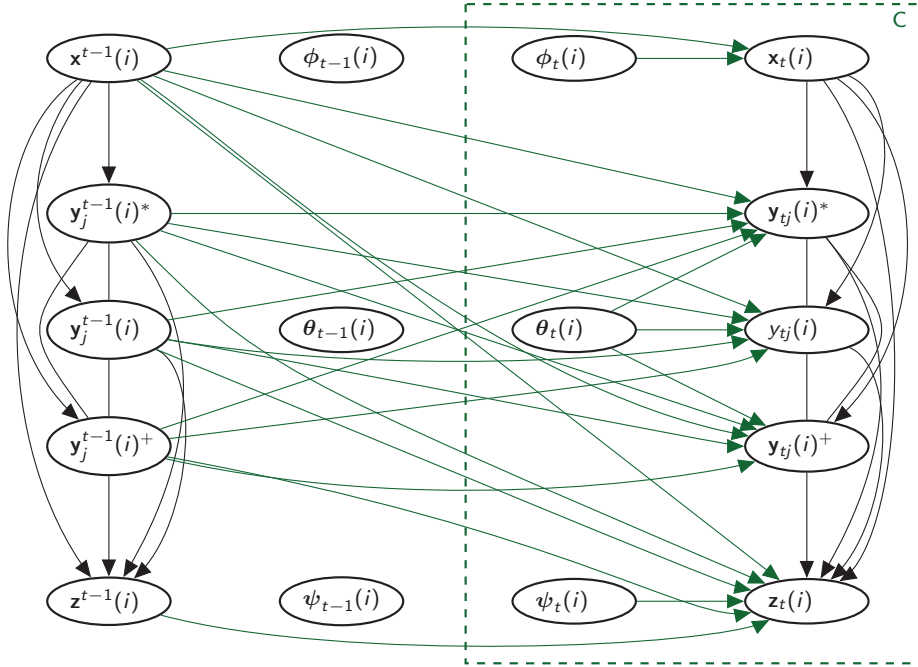 C
𝐱^{t−1}(i) ϕ_{t−1}(i) ϕ_t(i) 𝐱_t(i)
𝐲_j^{t−1}(i)^* 𝐲_{tj}(i)^*
𝐲_j^{t−1}(i) 𝜽_{t−1}(i) 𝜽_t(i) y_{tj}(i)
𝐲_j^{t−1}(i)^+ 𝐲_{tj}(i)^+
𝐳^{t−1}(i) 𝝍_{t−1}(i) 𝝍_t(i) 𝐳_t(i)